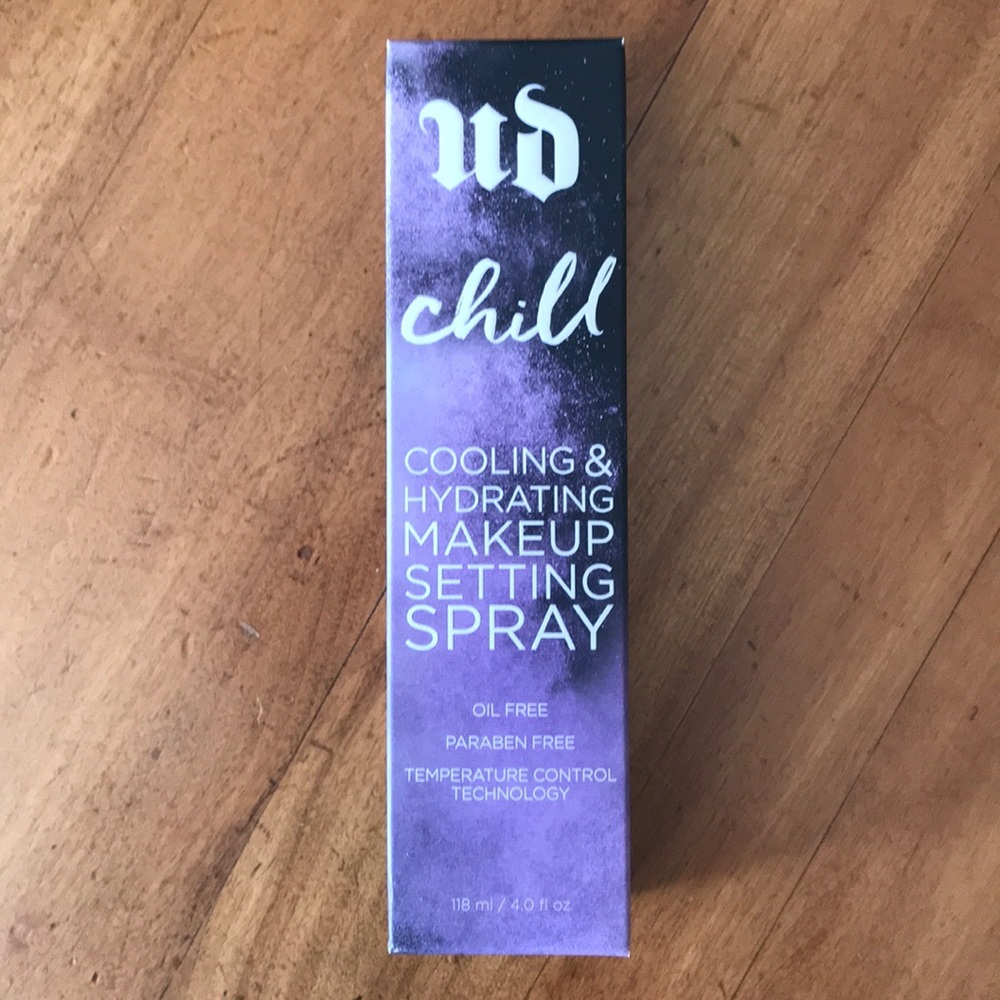 UD
chill
COOLING &
HYDRATING
MAKEUP
SETTING
SPRAY
OIL FREE
PARABEN FREE
TEMPERATURE CONTROL
TECHNOLOGY
118 ml / 4.0 fl oz